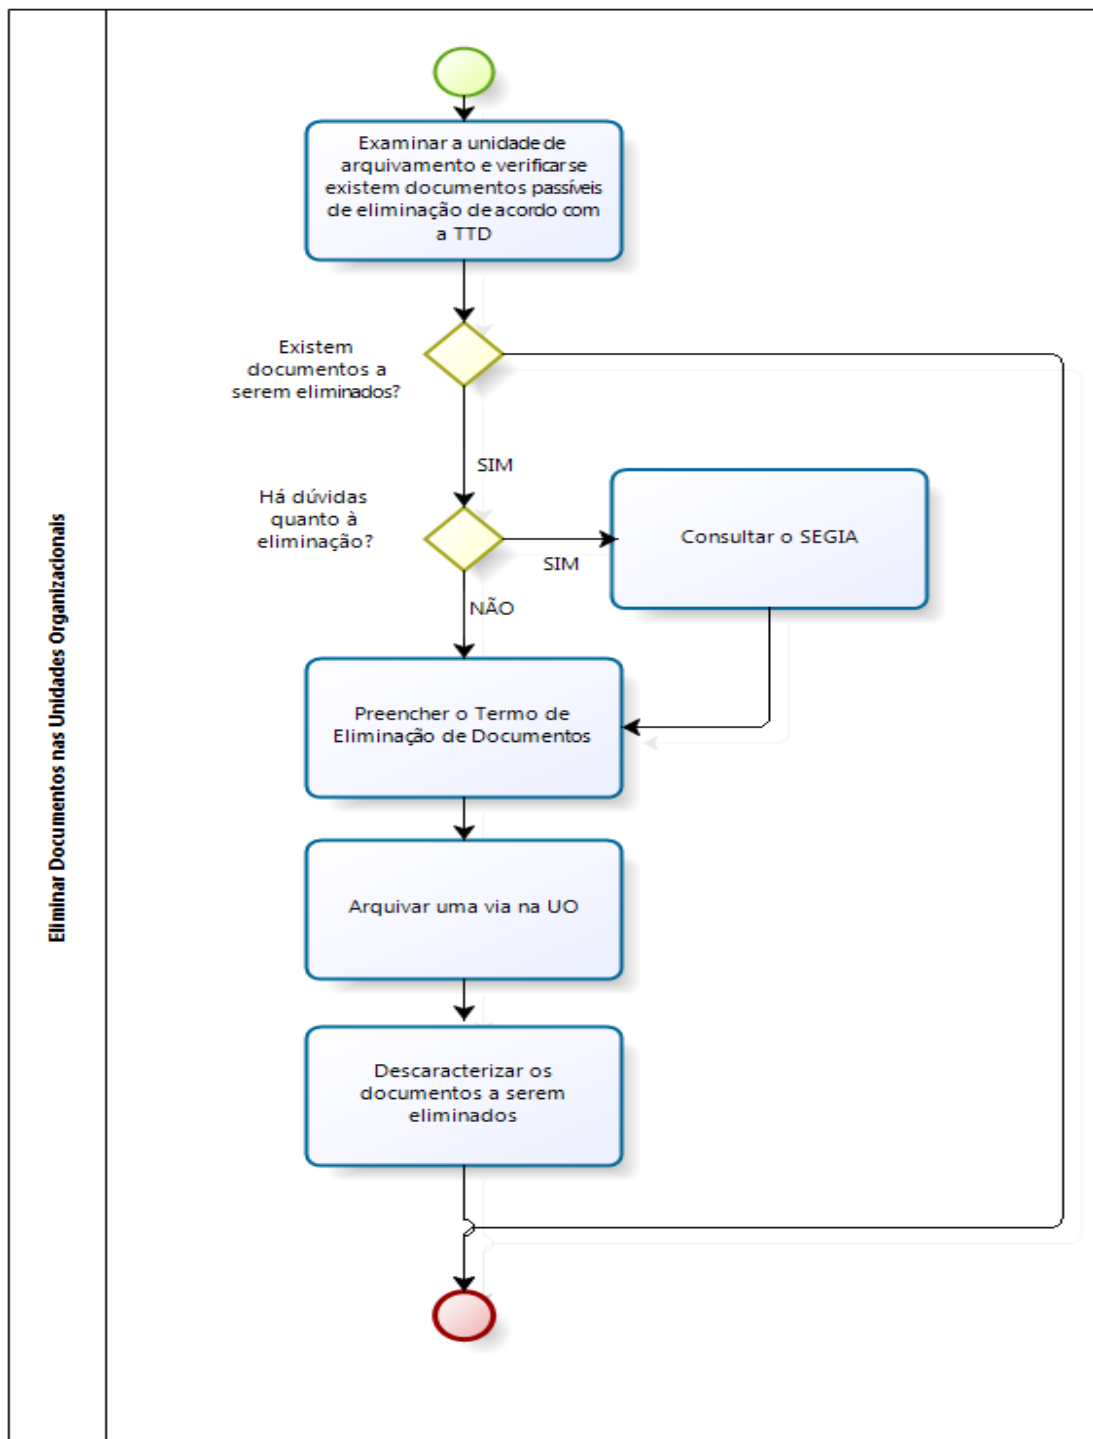 Eliminar Documentos nas Unidades Organizacionais
Examinar a unidade de
arquivamento e verificar se
existem documentos passíveis
de eliminação de acordo com
a TTD
Existem
documentos a
serem eliminados?
SIM
Há dúvidas
quanto à
eliminação?
SIM
Consultar o SEGIA
NÃO
Preencher o Termo de
Eliminação de Documentos
Arquivar uma via na UO
Descaracterizar os
documentos a serem
eliminados